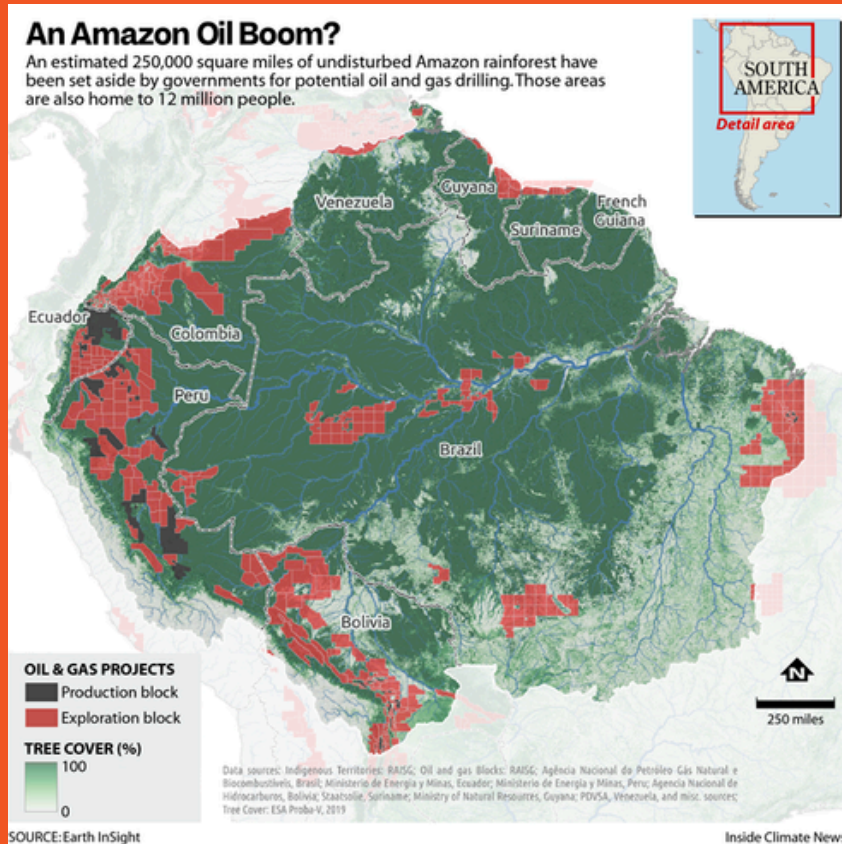 An Amazon Oil Boom?
An estimated 250,000 square miles of undisturbed Amazon rainforest have
been set aside by governments for potential oil and gas drilling. Those areas
are also home to 12 million people.
SOUTH
AMERICA
Detail area
Venezuela
Guyana
French
Guiana
Suriname
Ecuador
Colombia
Peru
Brazil
Bolivia
OIL & GAS PROJECTS
Production block
Exploration block
TREE COVER (%)
100
0
N
250 miles
Data sources: Indigenous Territories: RAISG; Oil and gas Blocks: RAISG; Agência Nacional do Petróleo Gás Natural e
Biocombustíveis, Brasil; Ministerio de Energia y Minas, Ecuador; Ministerio de Energia y Minas, Peru; Agencia Nacional de
Hidrocarburos, Bolivia; Staatsolie, Suriname; Ministry of Natural Resources, Guyana; PDVSA, Venezuela, and misc. sources;
Tree Cover: ESA Proba-V, 2019
SOURCE: Earth InSight
Inside Climate News